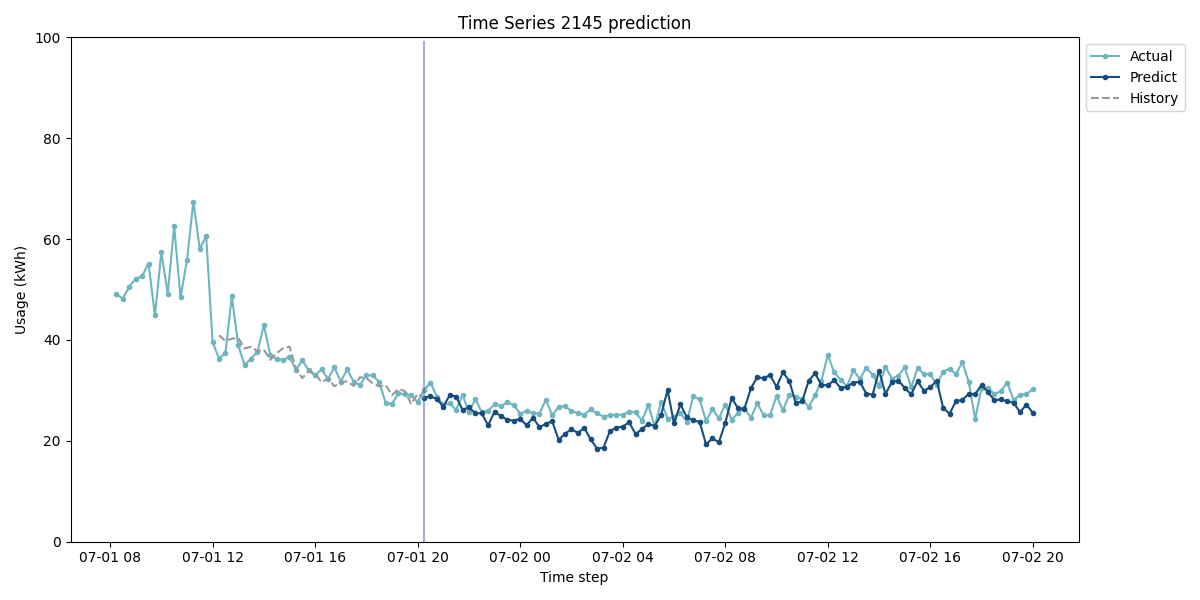 Time Series 2145 prediction
Usage (kWh)
100
80
60
40
20
0
07-01 08
07-01 12
07-01 16
07-01 20
07-02 00
07-02 04
07-02 08
07-02 12
07-02 16
07-02 20
Time step
Actual
Predict
History